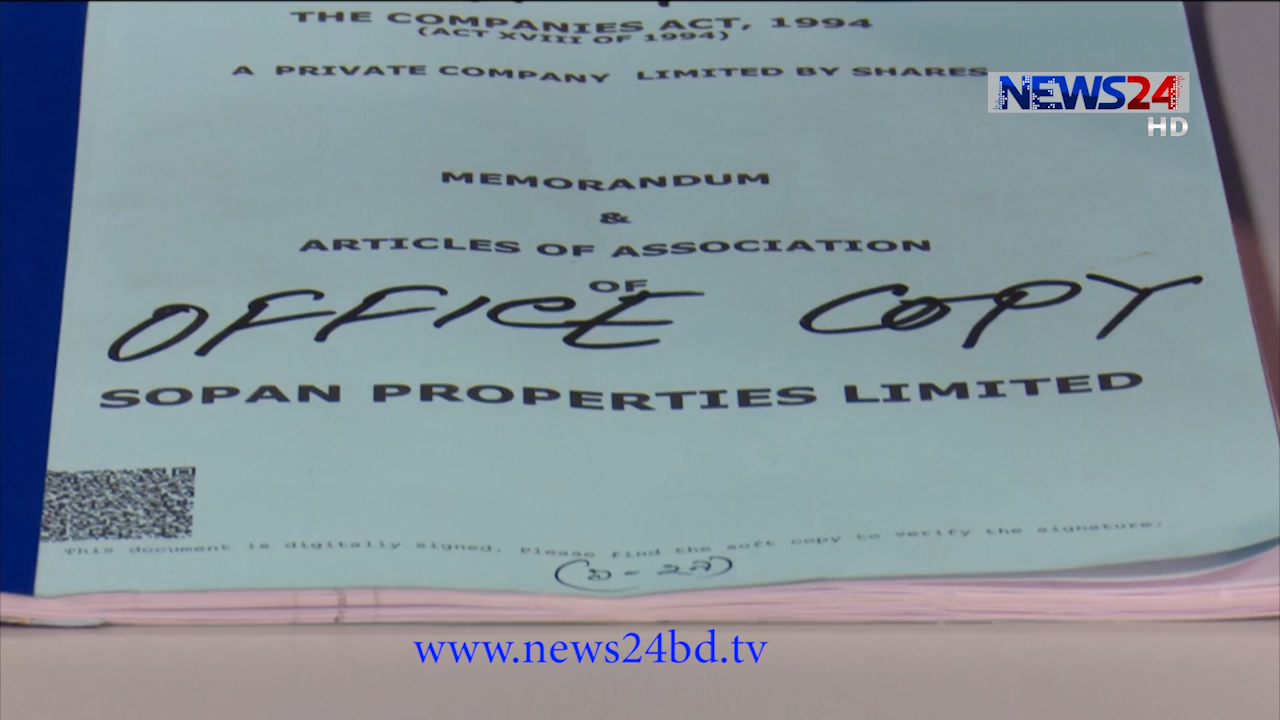 THE COMPANIES ACT, 1994
(ACT XVIII OF 1994)
A PRIVATE COMPANY LIMITED BY SHARES
NEWS24
HD
MEMORANDUM
&
ARTICLES OF ASSOCIATION
OF
OFFICE COPY
SOPAN PROPERTIES LIMITED
This document is digitally signed. Please find the soft copy to verify the signature.
www.news24bd.tv